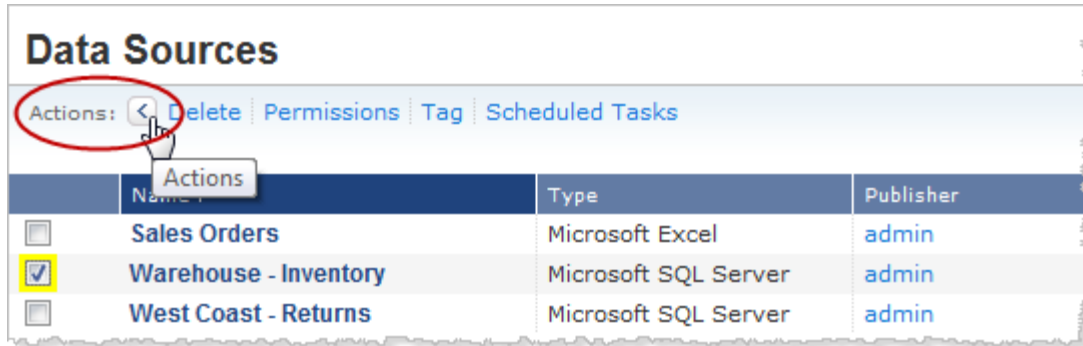 Data Sources
Actions: < Delete Permissions Tag Scheduled Tasks
Actions
Name Type Publisher
Sales Orders Microsoft Excel admin
Warehouse - Inventory Microsoft SQL Server admin
West Coast - Returns Microsoft SQL Server admin